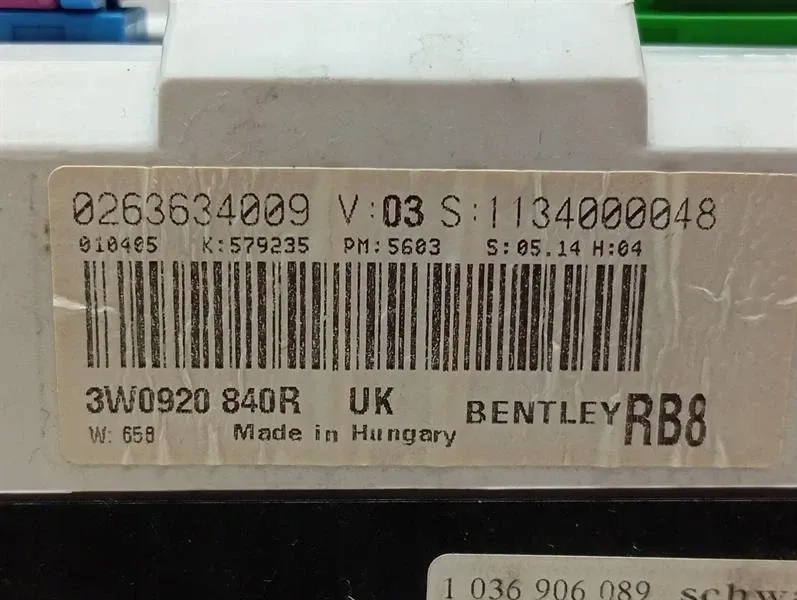 0263634009 V:03 S:1134000048
010405 K:579235 PM:5603 S:05.14 H:04
3W0920 840R UK BENTLEY RB8
W: 658 Made in Hungary
1 036 906 089